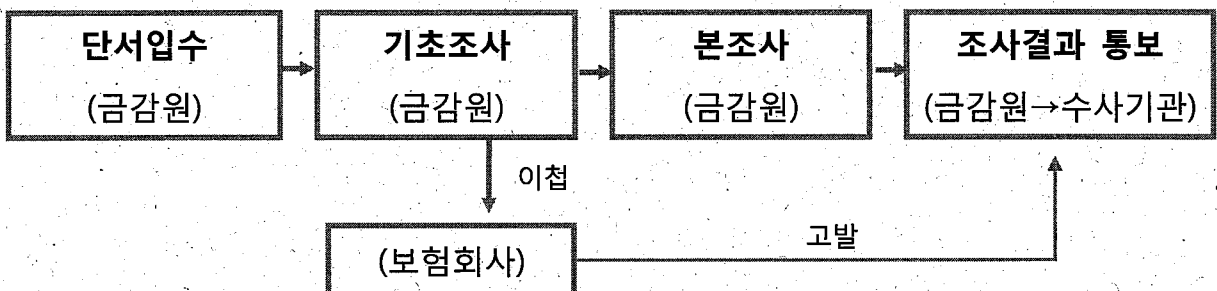 단서입수
(금감원)
기초조사
(금감원)
본조사
(금감원)
조사결과 통보
(금감원→수사기관)
이첩
(보험회사)
고발